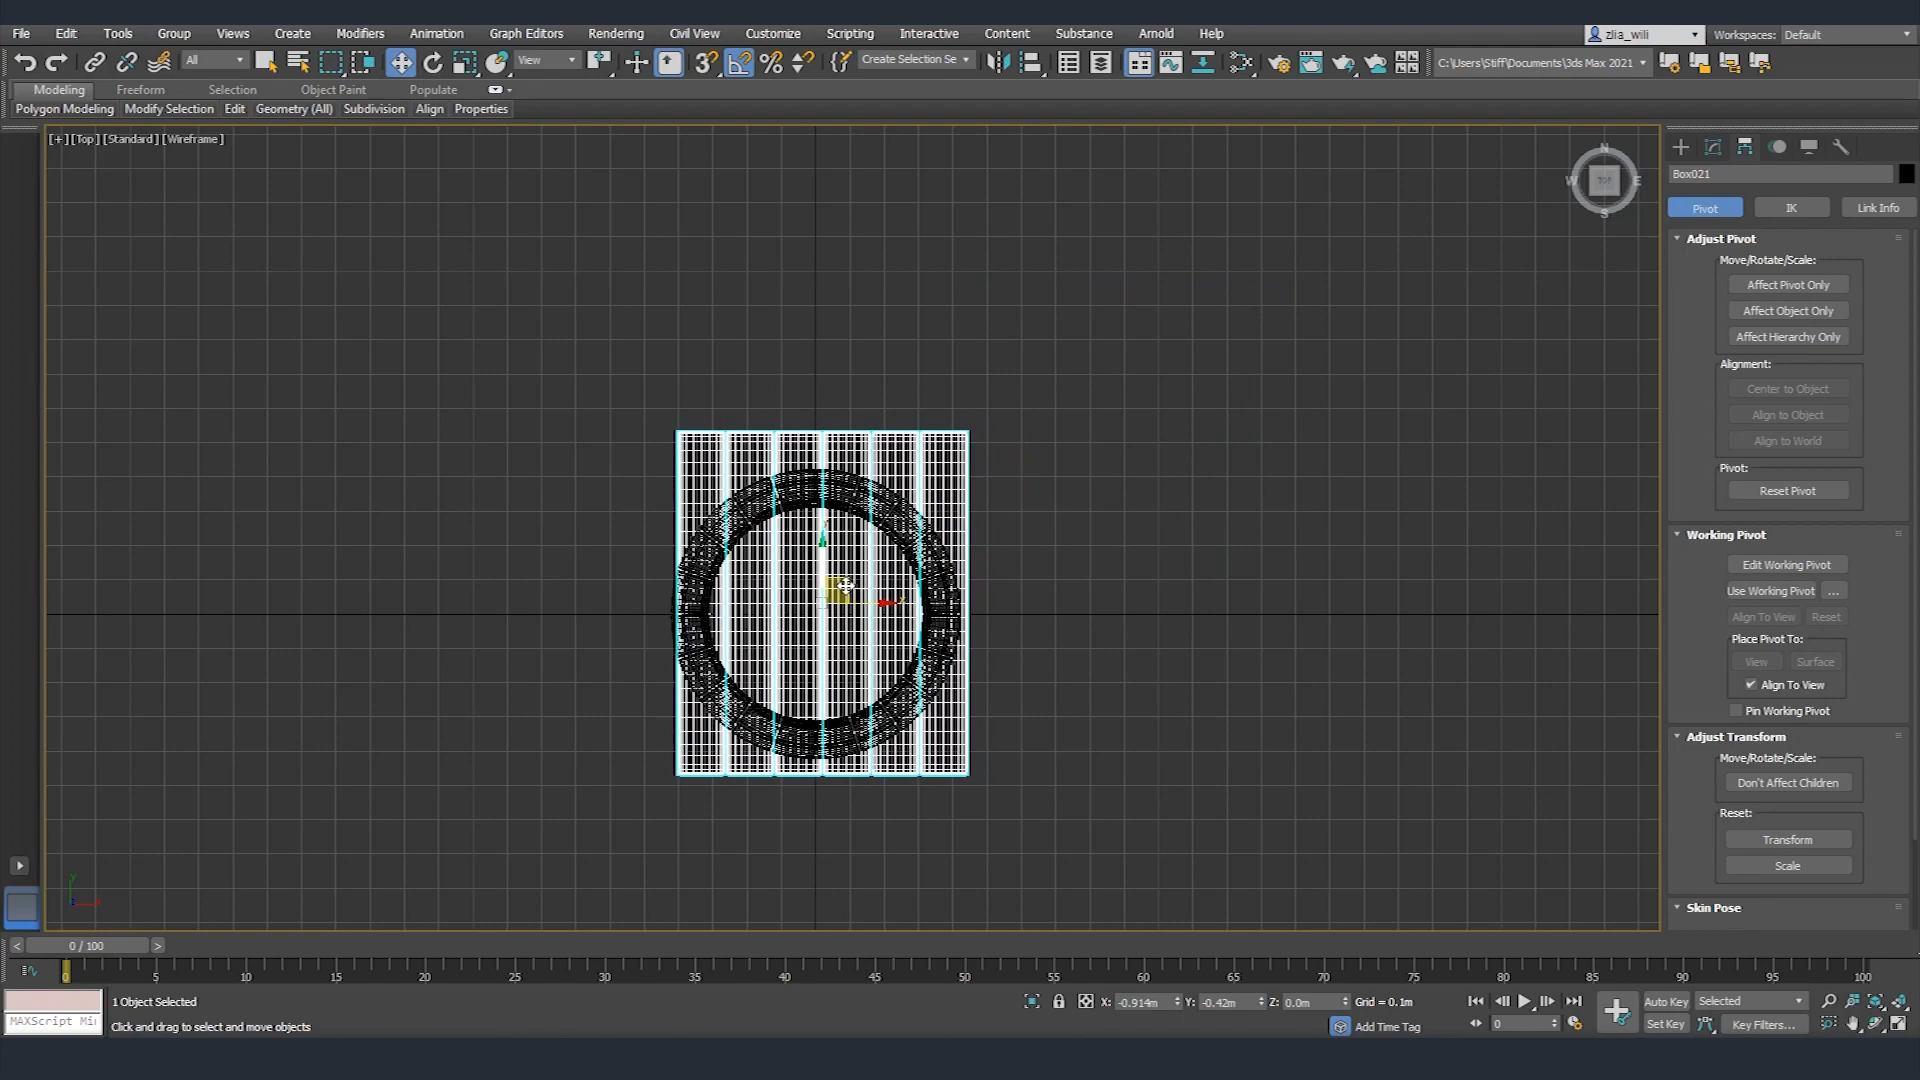 File Edit Tools Group Views Create Modifiers Animation Graph Editors Rendering Civil View Customize Scripting Interactive Content Substance Arnold Help zlia_wili Workspaces: Default
All View Create Selection Se C:\Users\Stiff\Documents\3ds Max 2021
Modeling Freeform Selection Object Paint Populate
Polygon Modeling Modify Selection Edit Geometry (All) Subdivision Align Properties
[+] [Top] [Standard] [Wireframe]
N
W TOP E
S
Box021
Pivot IK Link Info
Adjust Pivot
Move/Rotate/Scale:
Affect Pivot Only
Affect Object Only
Affect Hierarchy Only
Alignment:
Center to Object
Align to Object
Align to World
Pivot:
Reset Pivot
Working Pivot
Edit Working Pivot
Use Working Pivot ...
Align To View Reset
Place Pivot To:
View Surface
Align To View
Pin Working Pivot
Adjust Transform
Move/Rotate/Scale:
Don't Affect Children
Reset:
Transform
Scale
Skin Pose
y
x
z x
< 0 / 100 >
0 5 10 15 20 25 30 35 40 45 50 55 60 65 70 75 80 85 90 95 100
1 Object Selected X: -0.914m Y: -0.42m Z: 0.0m Grid = 0.1m Auto Key Selected
MAXScript Mi Click and drag to select and move objects Add Time Tag 0 Set Key Key Filters...